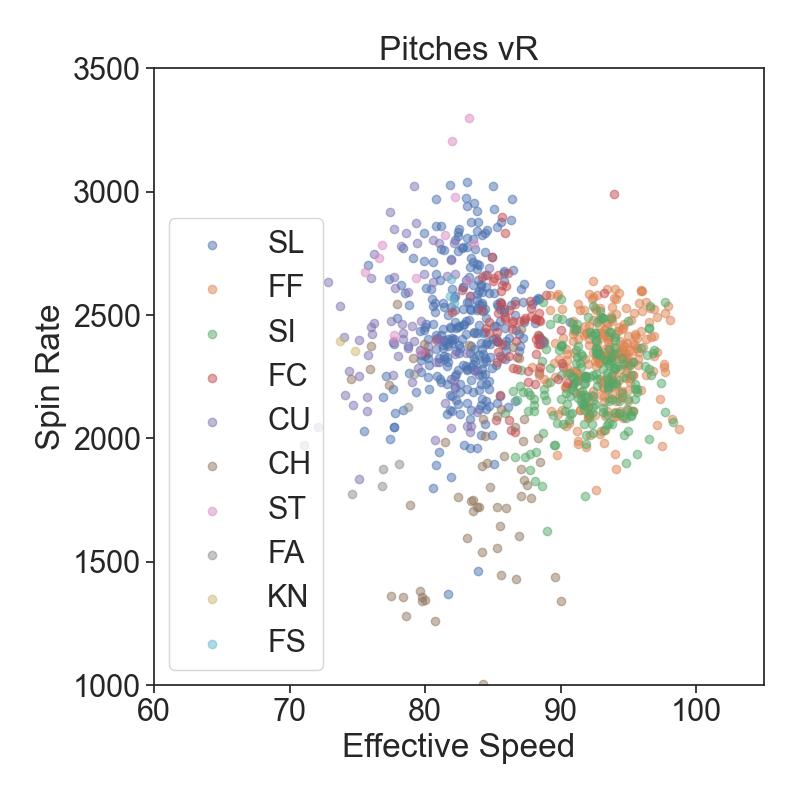 Pitches vR
3500
3000
2500
2000
1500
1000
Spin Rate
SL
FF
SI
FC
CU
CH
ST
FA
KN
FS
60
70
80
90
100
Effective Speed